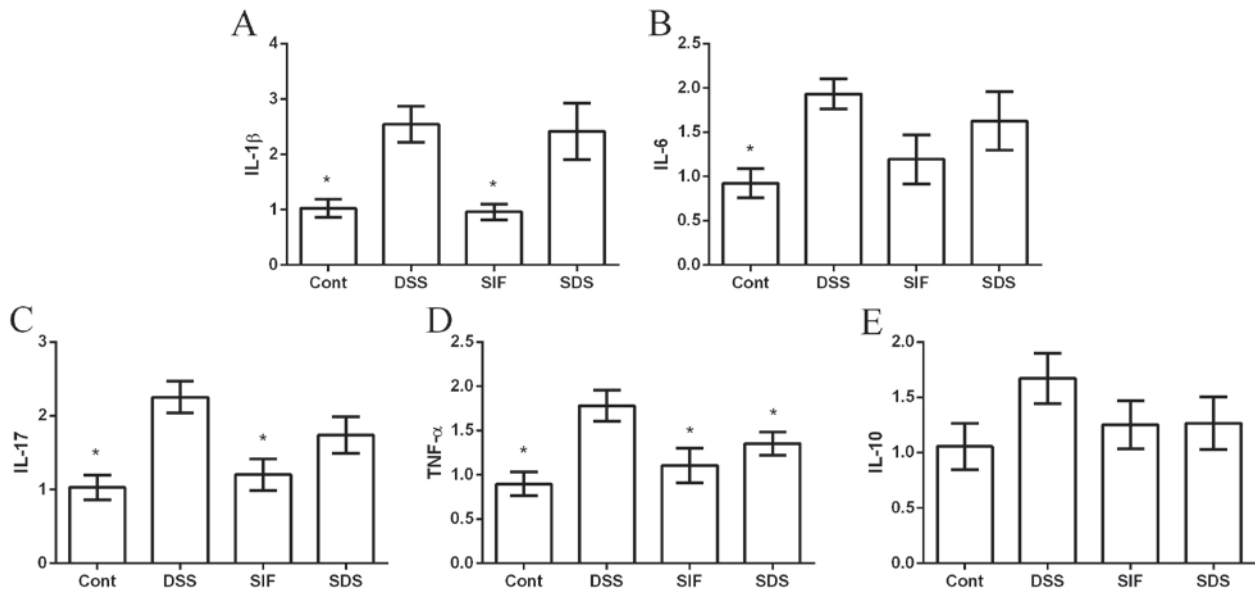 A
IL-1β
4
3
2
1
0
*
*
Cont DSS SIF SDS
B
IL-6
2.5
2.0
1.5
1.0
0.5
0.0
*
Cont DSS SIF SDS
C
IL-17
3
2
1
0
*
*
Cont DSS SIF SDS
D
TNF-α
2.5
2.0
1.5
1.0
0.5
0.0
*
*
*
Cont DSS SIF SDS
E
IL-10
2.0
1.5
1.0
0.5
0.0
Cont DSS SIF SDS